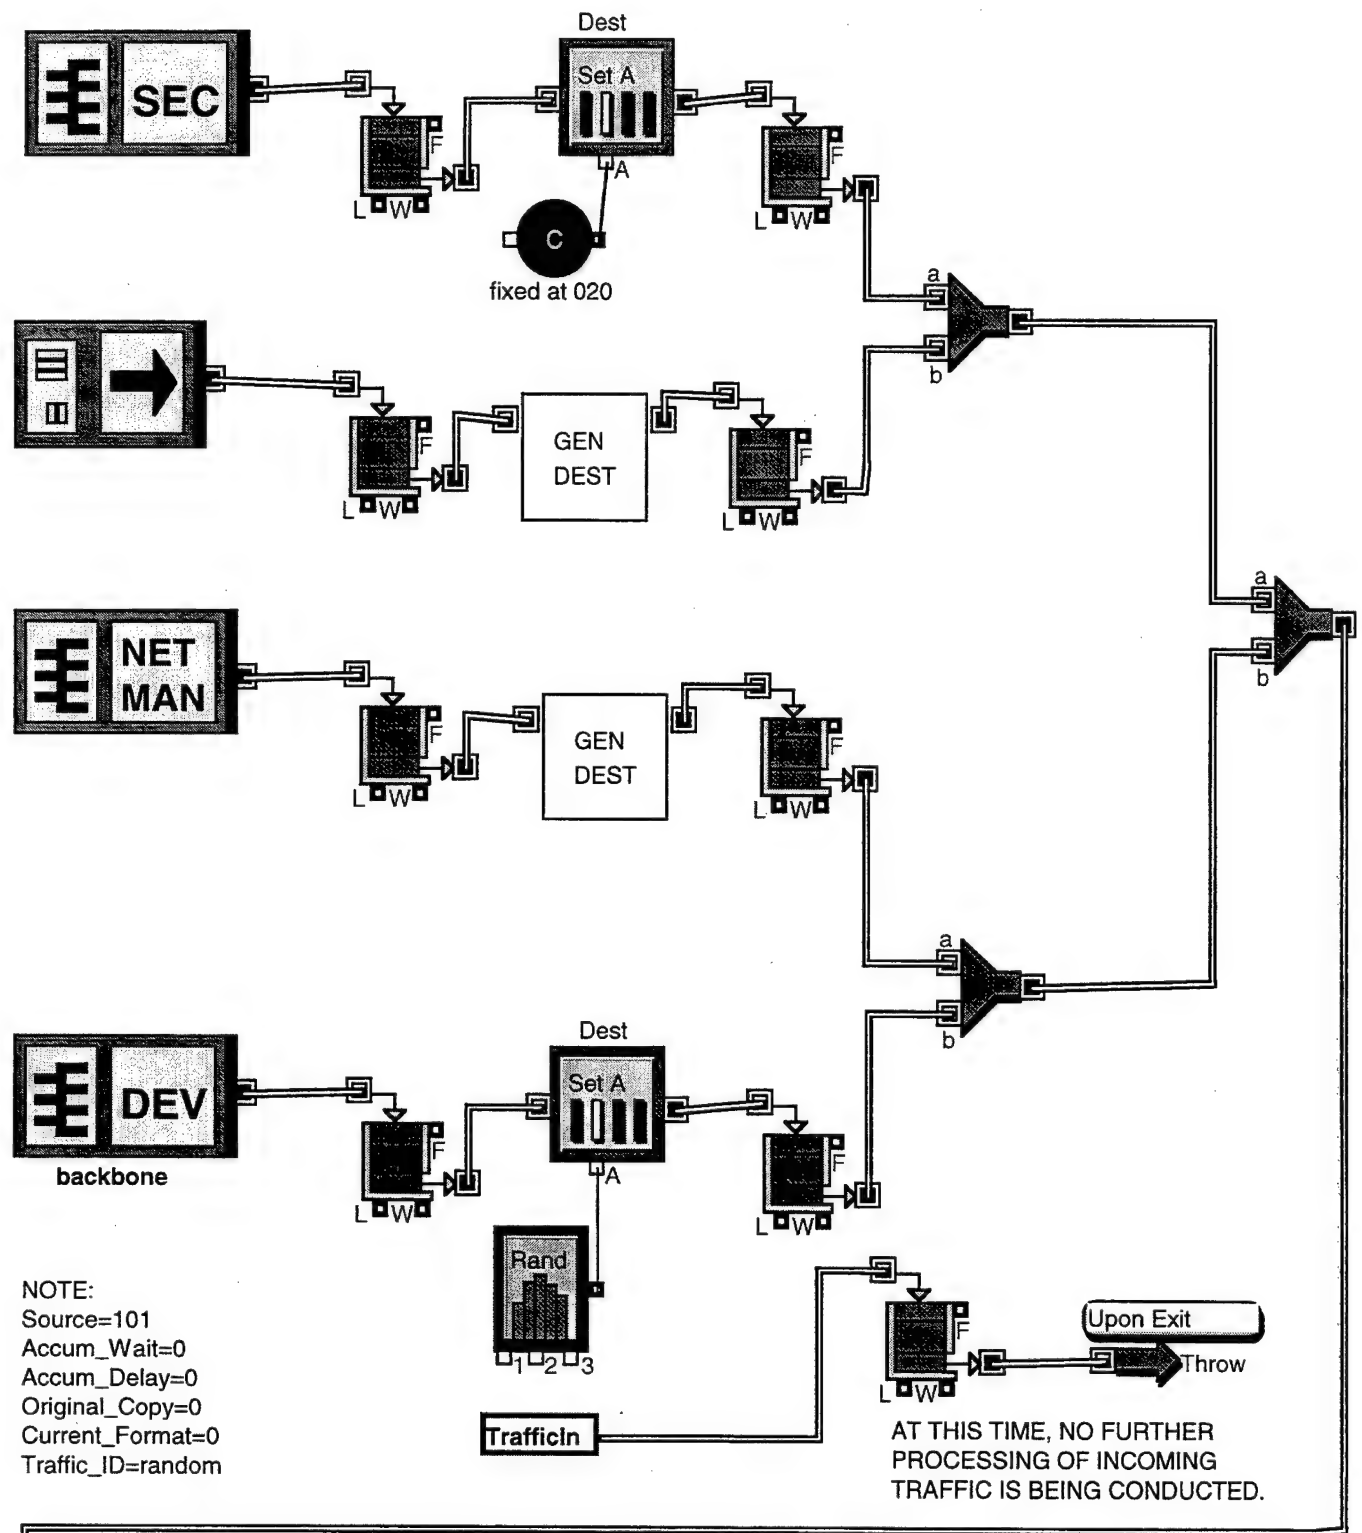 Dest
SEC
Set A
F
F
A
L W
L W
C
fixed at 020
a
b
F
F
GEN
DEST
L W
L W
a
b
NET
MAN
F
F
GEN
DEST
L W
L W
a
b
Dest
DEV
Set A
F
F
backbone
A
L W
L W
Rand
1 2 3
NOTE:
Source=101
Accum_Wait=0
Accum_Delay=0
Original_Copy=0
Current_Format=0
Traffic_ID=random
Upon Exit
F
Throw
L W
TrafficIn
AT THIS TIME, NO FURTHER
PROCESSING OF INCOMING
TRAFFIC IS BEING CONDUCTED.